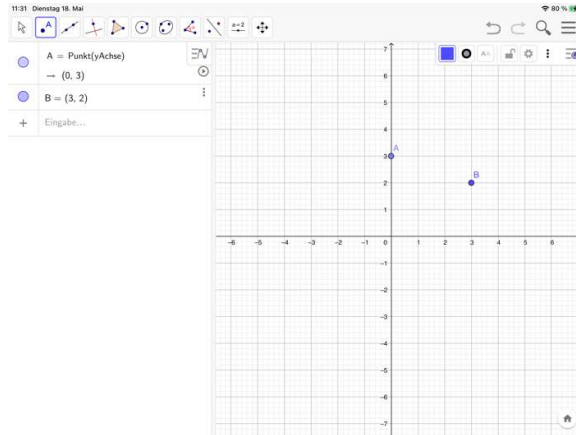 11:31 Dienstag 18. Mai 80 %
A
a=2
A = Punkt(yAchse)
→ (0, 3)
B = (3, 2)
+ Eingabe...
AA
7
6
5
4
3 A
B
2
1
−6 −5 −4 −3 −2 −1 0 1 2 3 4 5 6
−1
−2
−3
−4
−5
−6
−7